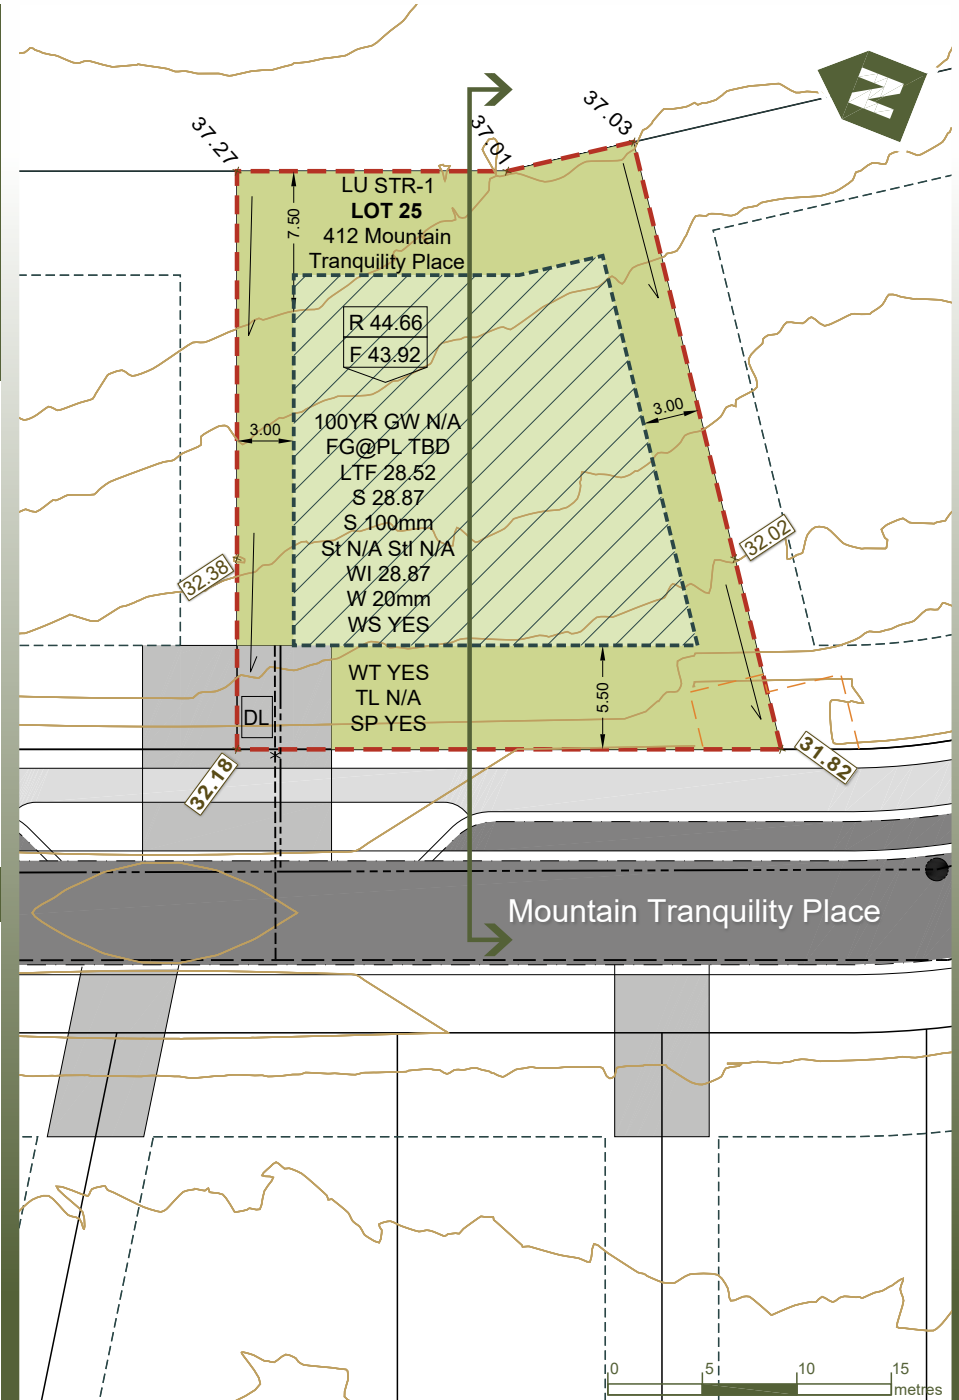 N
37.27
37.01
37.03
LU STR-1
LOT 25
412 Mountain
Tranquility Place
7.50
R 44.66
F 43.92
3.00
3.00
100YR GW N/A
FG@PL TBD
LTF 28.52
S 28.87
S 100mm
St N/A StI N/A
WI 28.87
W 20mm
WS YES
32.38
32.02
WT YES
TL N/A
SP YES
5.50
DL
32.18
31.82
Mountain Tranquility Place
0 5 10 15
metres